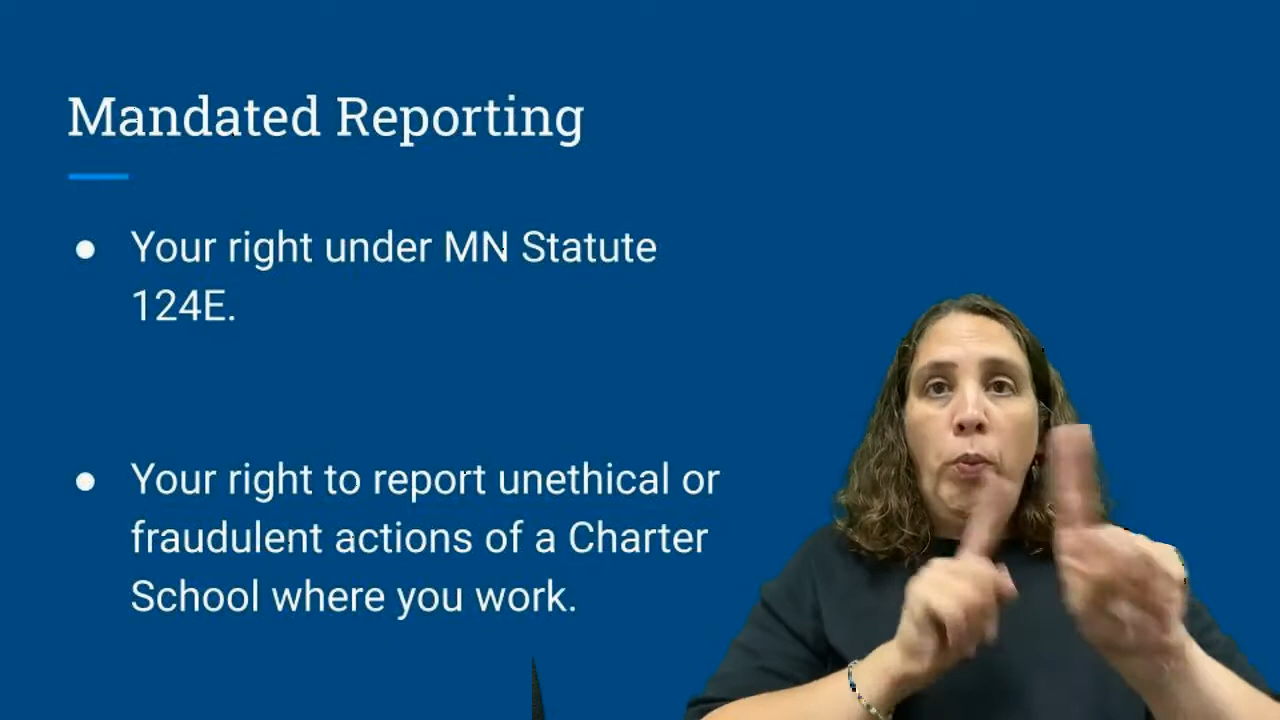 Mandated Reporting
● Your right under MN Statute
124E.
● Your right to report unethical or
fraudulent actions of a Charter
School where you work.